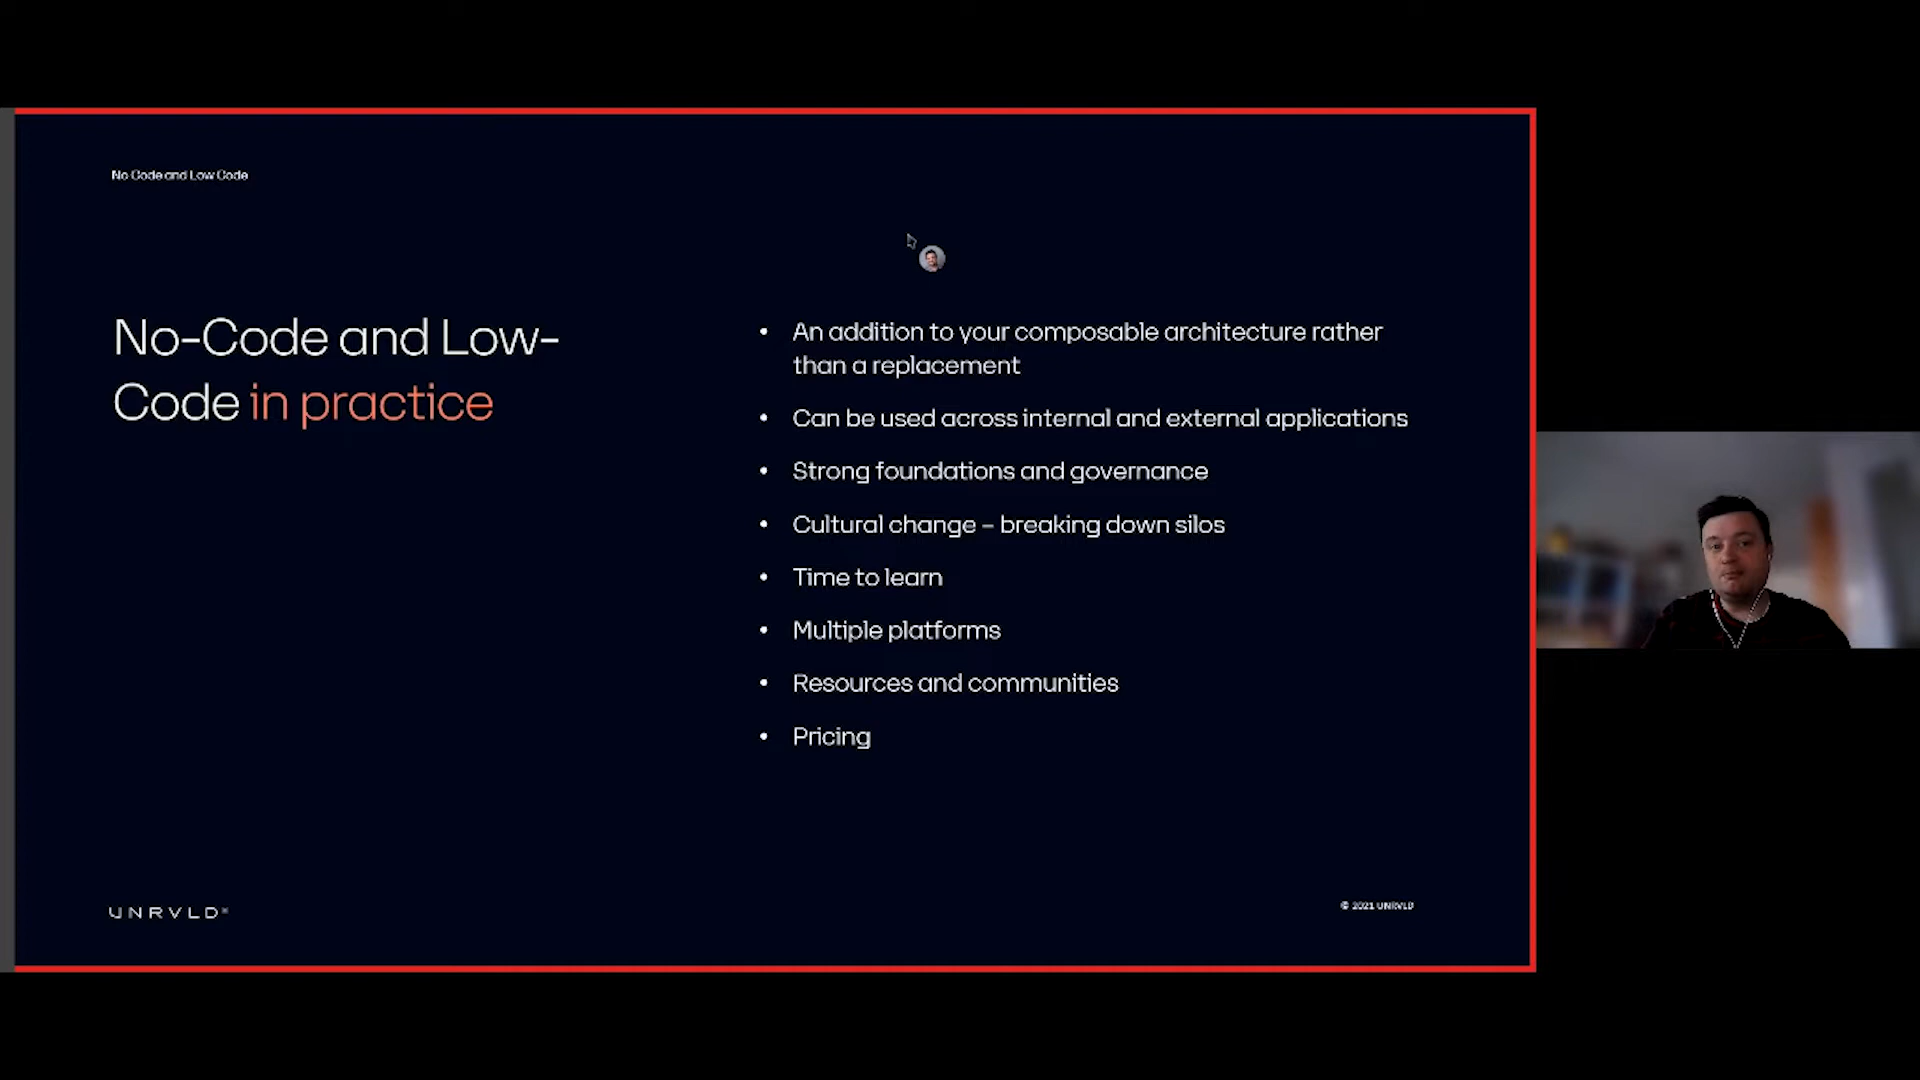 No Code and Low Code
No-Code and Low-
Code in practice
• An addition to your composable architecture rather
than a replacement
• Can be used across internal and external applications
• Strong foundations and governance
• Cultural change – breaking down silos
• Time to learn
• Multiple platforms
• Resources and communities
• Pricing
UNRVLD
© 2021 UNRVLD